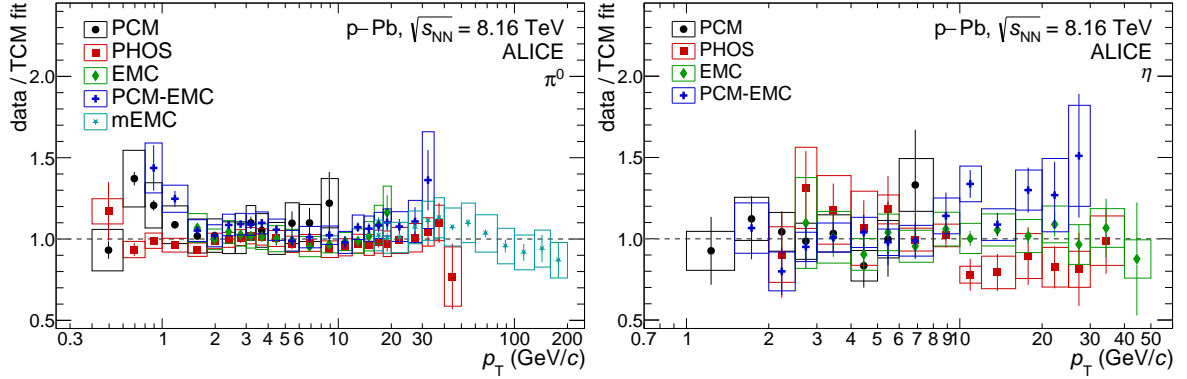 data / TCM fit
2.0
1.5
1.0
0.5
PCM
PHOS
EMC
PCM-EMC
mEMC
p–Pb, √sNN = 8.16 TeV
ALICE
π0
0.3 1 2 3 4 5 6 10 20 30 100 200
pT (GeV/c)
data / TCM fit
2.0
1.5
1.0
0.5
PCM
PHOS
EMC
PCM-EMC
p–Pb, √sNN = 8.16 TeV
ALICE
η
0.7 1 2 3 4 5 6 7 8 910 20 30 40 50
pT (GeV/c)